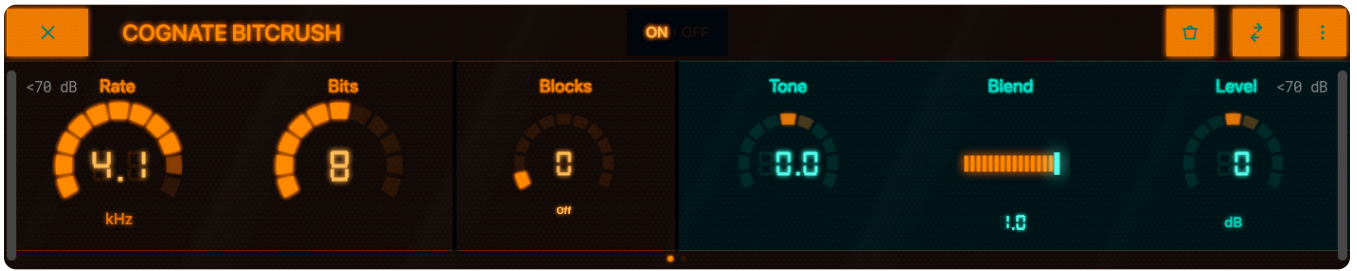 COGNATE BITCRUSH
ON / OFF
<70 dB Rate Bits Blocks Tone Blend Level <70 dB
4.1 8 0 0.0 0
kHz Off 1.0 dB